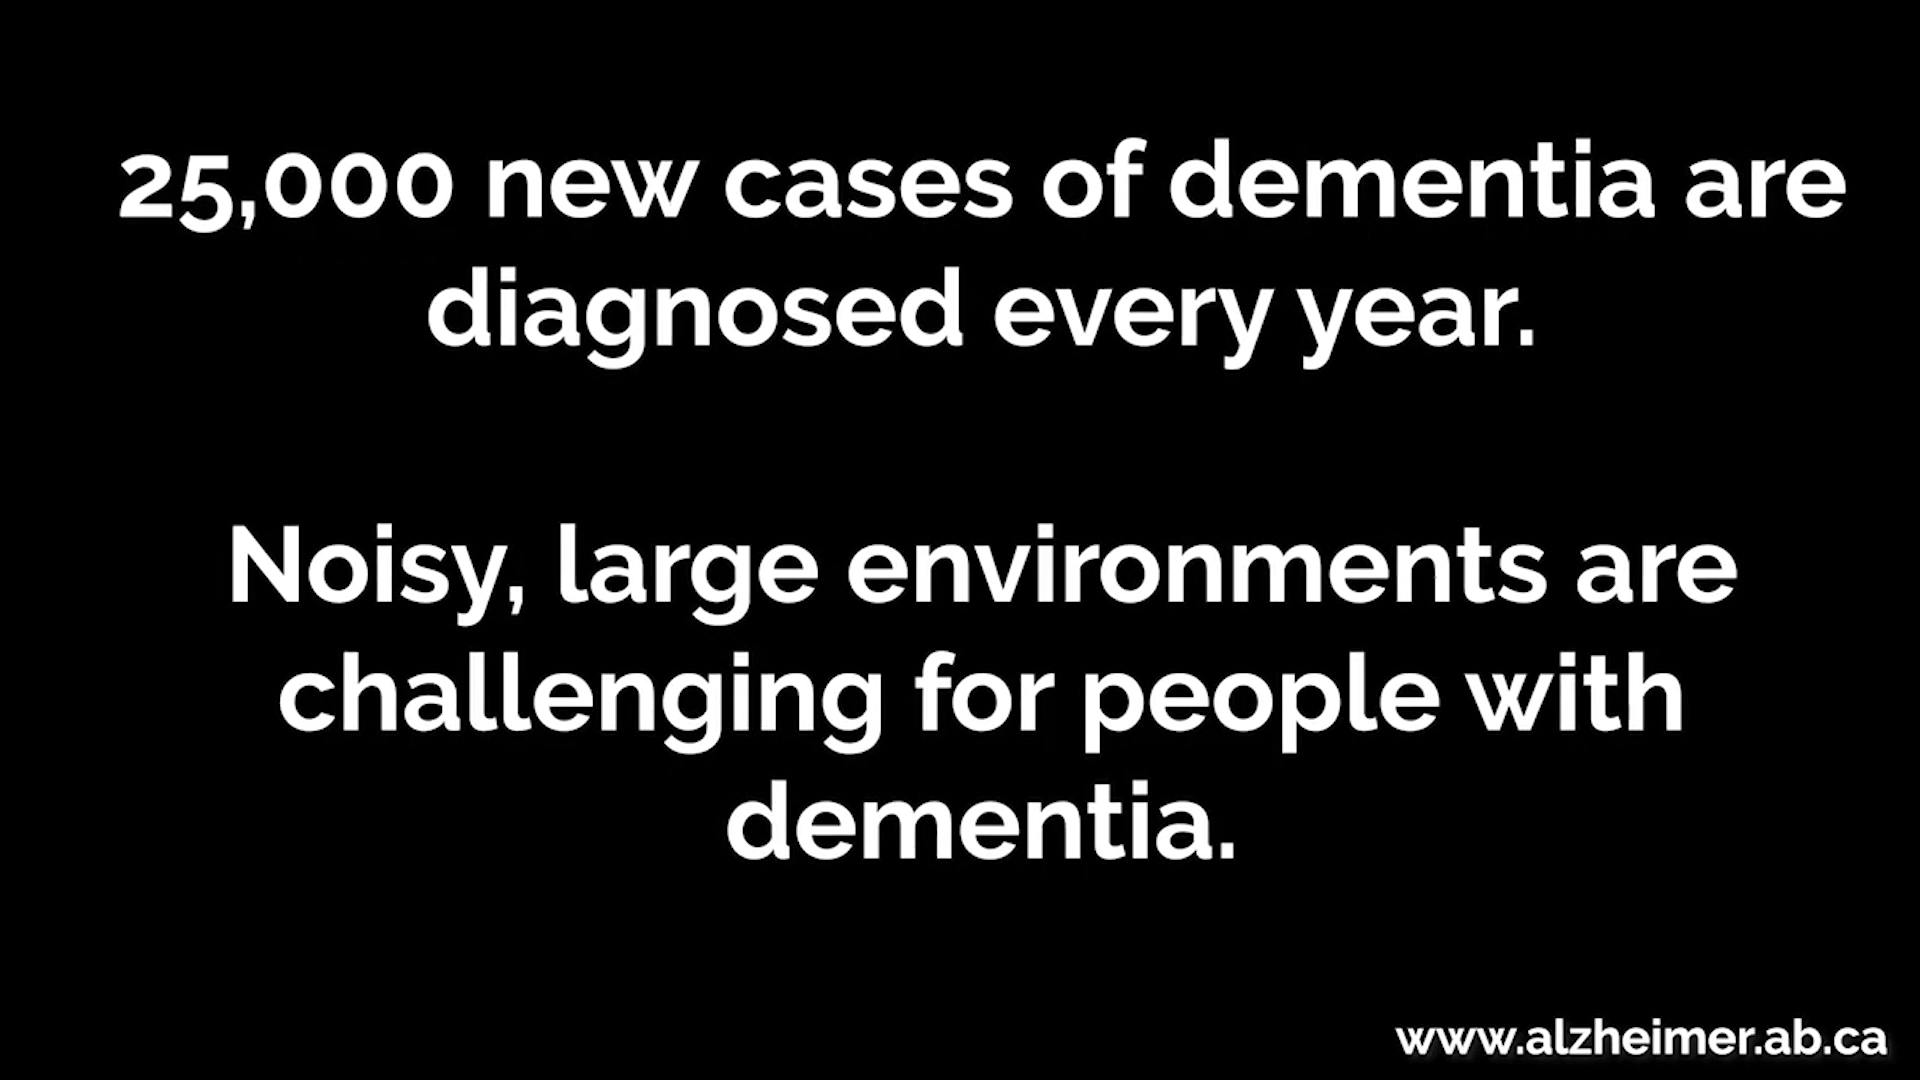 25,000 new cases of dementia are
diagnosed every year.
Noisy, large environments are
challenging for people with
dementia.
www.alzheimer.ab.ca